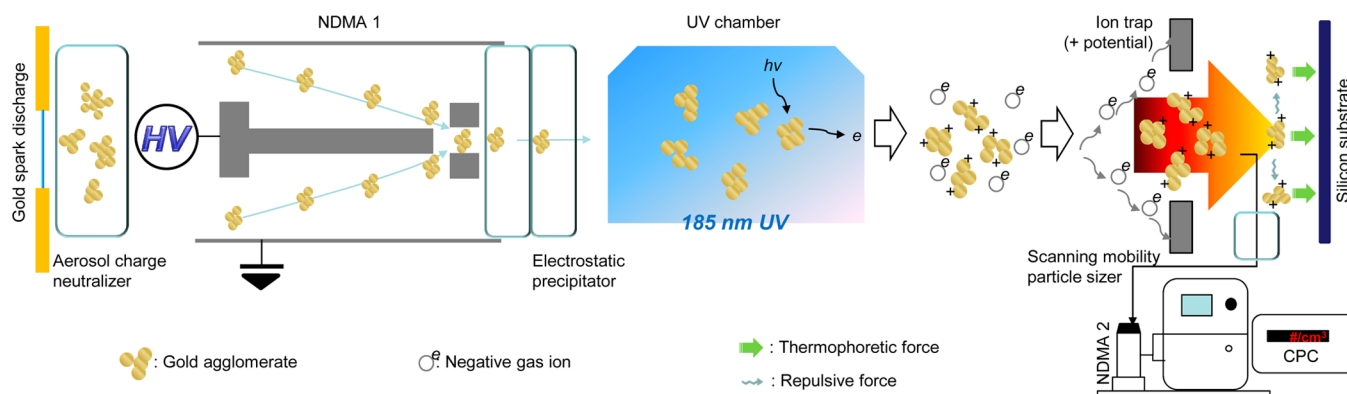 Gold spark discharge
Aerosol charge
neutralizer
HV
NDMA 1
Electrostatic
precipitator
UV chamber
hv
e
185 nm UV
e
e
e
e
e
+
+
+
+
+
+
Ion trap
(+ potential)
e
e
e
e
+
+
+
+
+
+
+
+
+
+
Silicon substrate
Scanning mobility
particle sizer
NDMA 2
#/cm³
CPC
: Gold agglomerate
e
: Negative gas ion
: Thermophoretic force
: Repulsive force